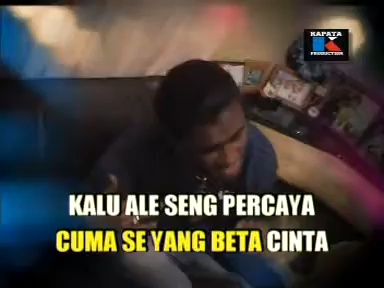 KAPATA
K
PRODUCTION
KALU ALE SENG PERCAYA
CUMA SE YANG BETA CINTA